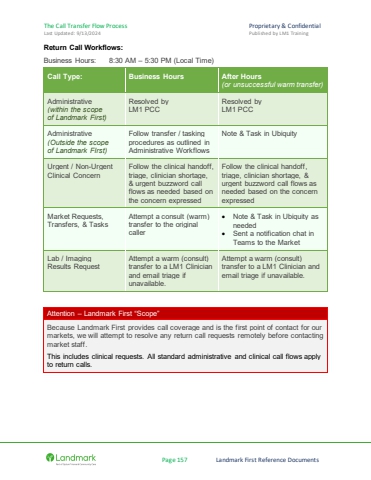 The Call Transfer Flow Process
Proprietary & Confidential
Last updated: 9/13/2024
Published by LM1 Training
Return Call Workflows:
Business Hours: 8:30 AM – 5:30 PM (Local Time)
Call Type:
Business Hours
After Hours
(or unsuccessful warm transfer)
Administrative
(within the scope
of Landmark First)
Resolved by
LM1 PCC
Resolved by
LM1 PCC
Administrative
(Outside the scope
of Landmark First)
Follow transfer / tasking
procedures as outlined in
Administrative Workflows
Note & Task in Ubiquity
Urgent / Non-Urgent
Clinical Concern
Follow the clinical handoff,
triage, clinician shortage,
& urgent buzzword call
flows as needed based on
the concern expressed
Follow the clinical handoff,
triage, clinician shortage, &
urgent buzzword call flows as
needed based on the concern
expressed
Market Requests,
Transfers, & Tasks
Attempt a consult (warm)
transfer to the original
caller
• Note & Task in Ubiquity as
needed
• Sent a notification chat in
Teams to the Market
Lab / Imaging
Results Request
Attempt a warm (consult)
transfer to a LM1 Clinician
and email triage if
unavailable.
Attempt a warm (consult)
transfer to a LM1 Clinician and
email triage if unavailable.
Attention – Landmark First "Scope"
Because Landmark First provides call coverage and is the first point of contact for our
markets, we will attempt to resolve any return call requests remotely before contacting
market staff.
This includes clinical requests. All standard administrative and clinical call flows apply
to return calls.
Landmark
Page 157
Landmark First Reference Documents